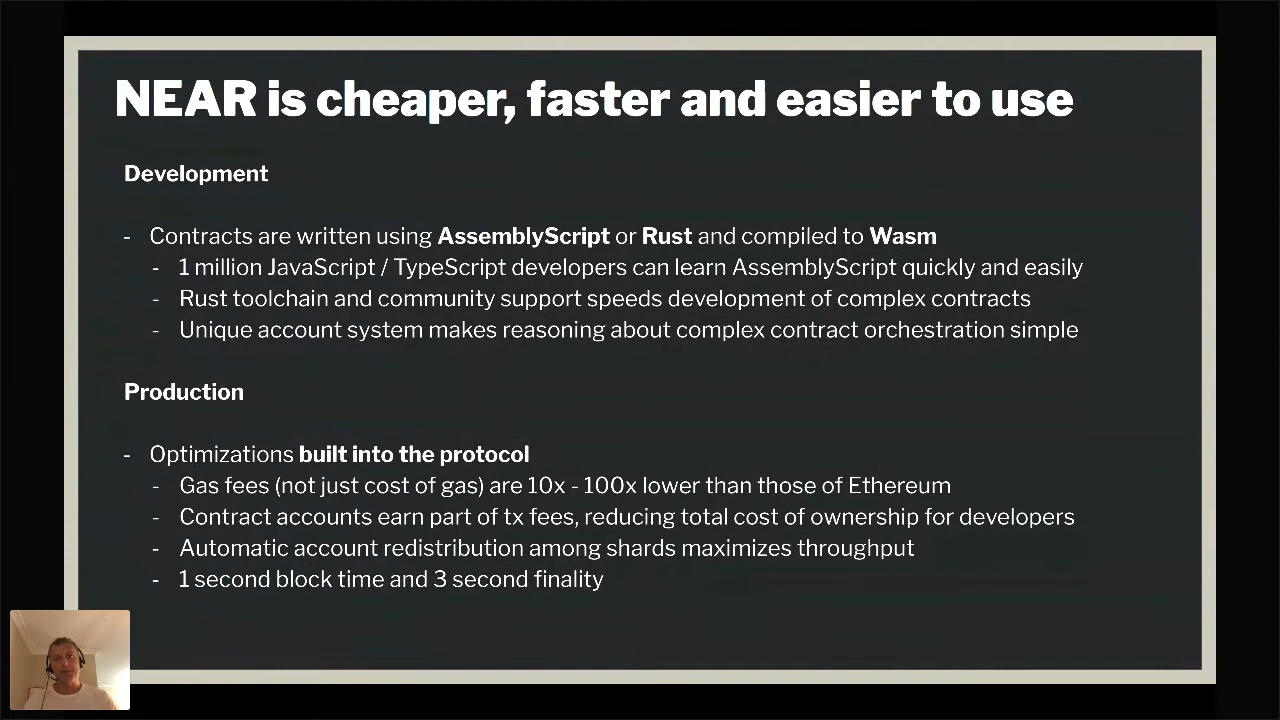 NEAR is cheaper, faster and easier to use
Development
- Contracts are written using AssemblyScript or Rust and compiled to Wasm
- 1 million JavaScript / TypeScript developers can learn AssemblyScript quickly and easily
- Rust toolchain and community support speeds development of complex contracts
- Unique account system makes reasoning about complex contract orchestration simple
Production
- Optimizations built into the protocol
- Gas fees (not just cost of gas) are 10x - 100x lower than those of Ethereum
- Contract accounts earn part of tx fees, reducing total cost of ownership for developers
- Automatic account redistribution among shards maximizes throughput
- 1 second block time and 3 second finality